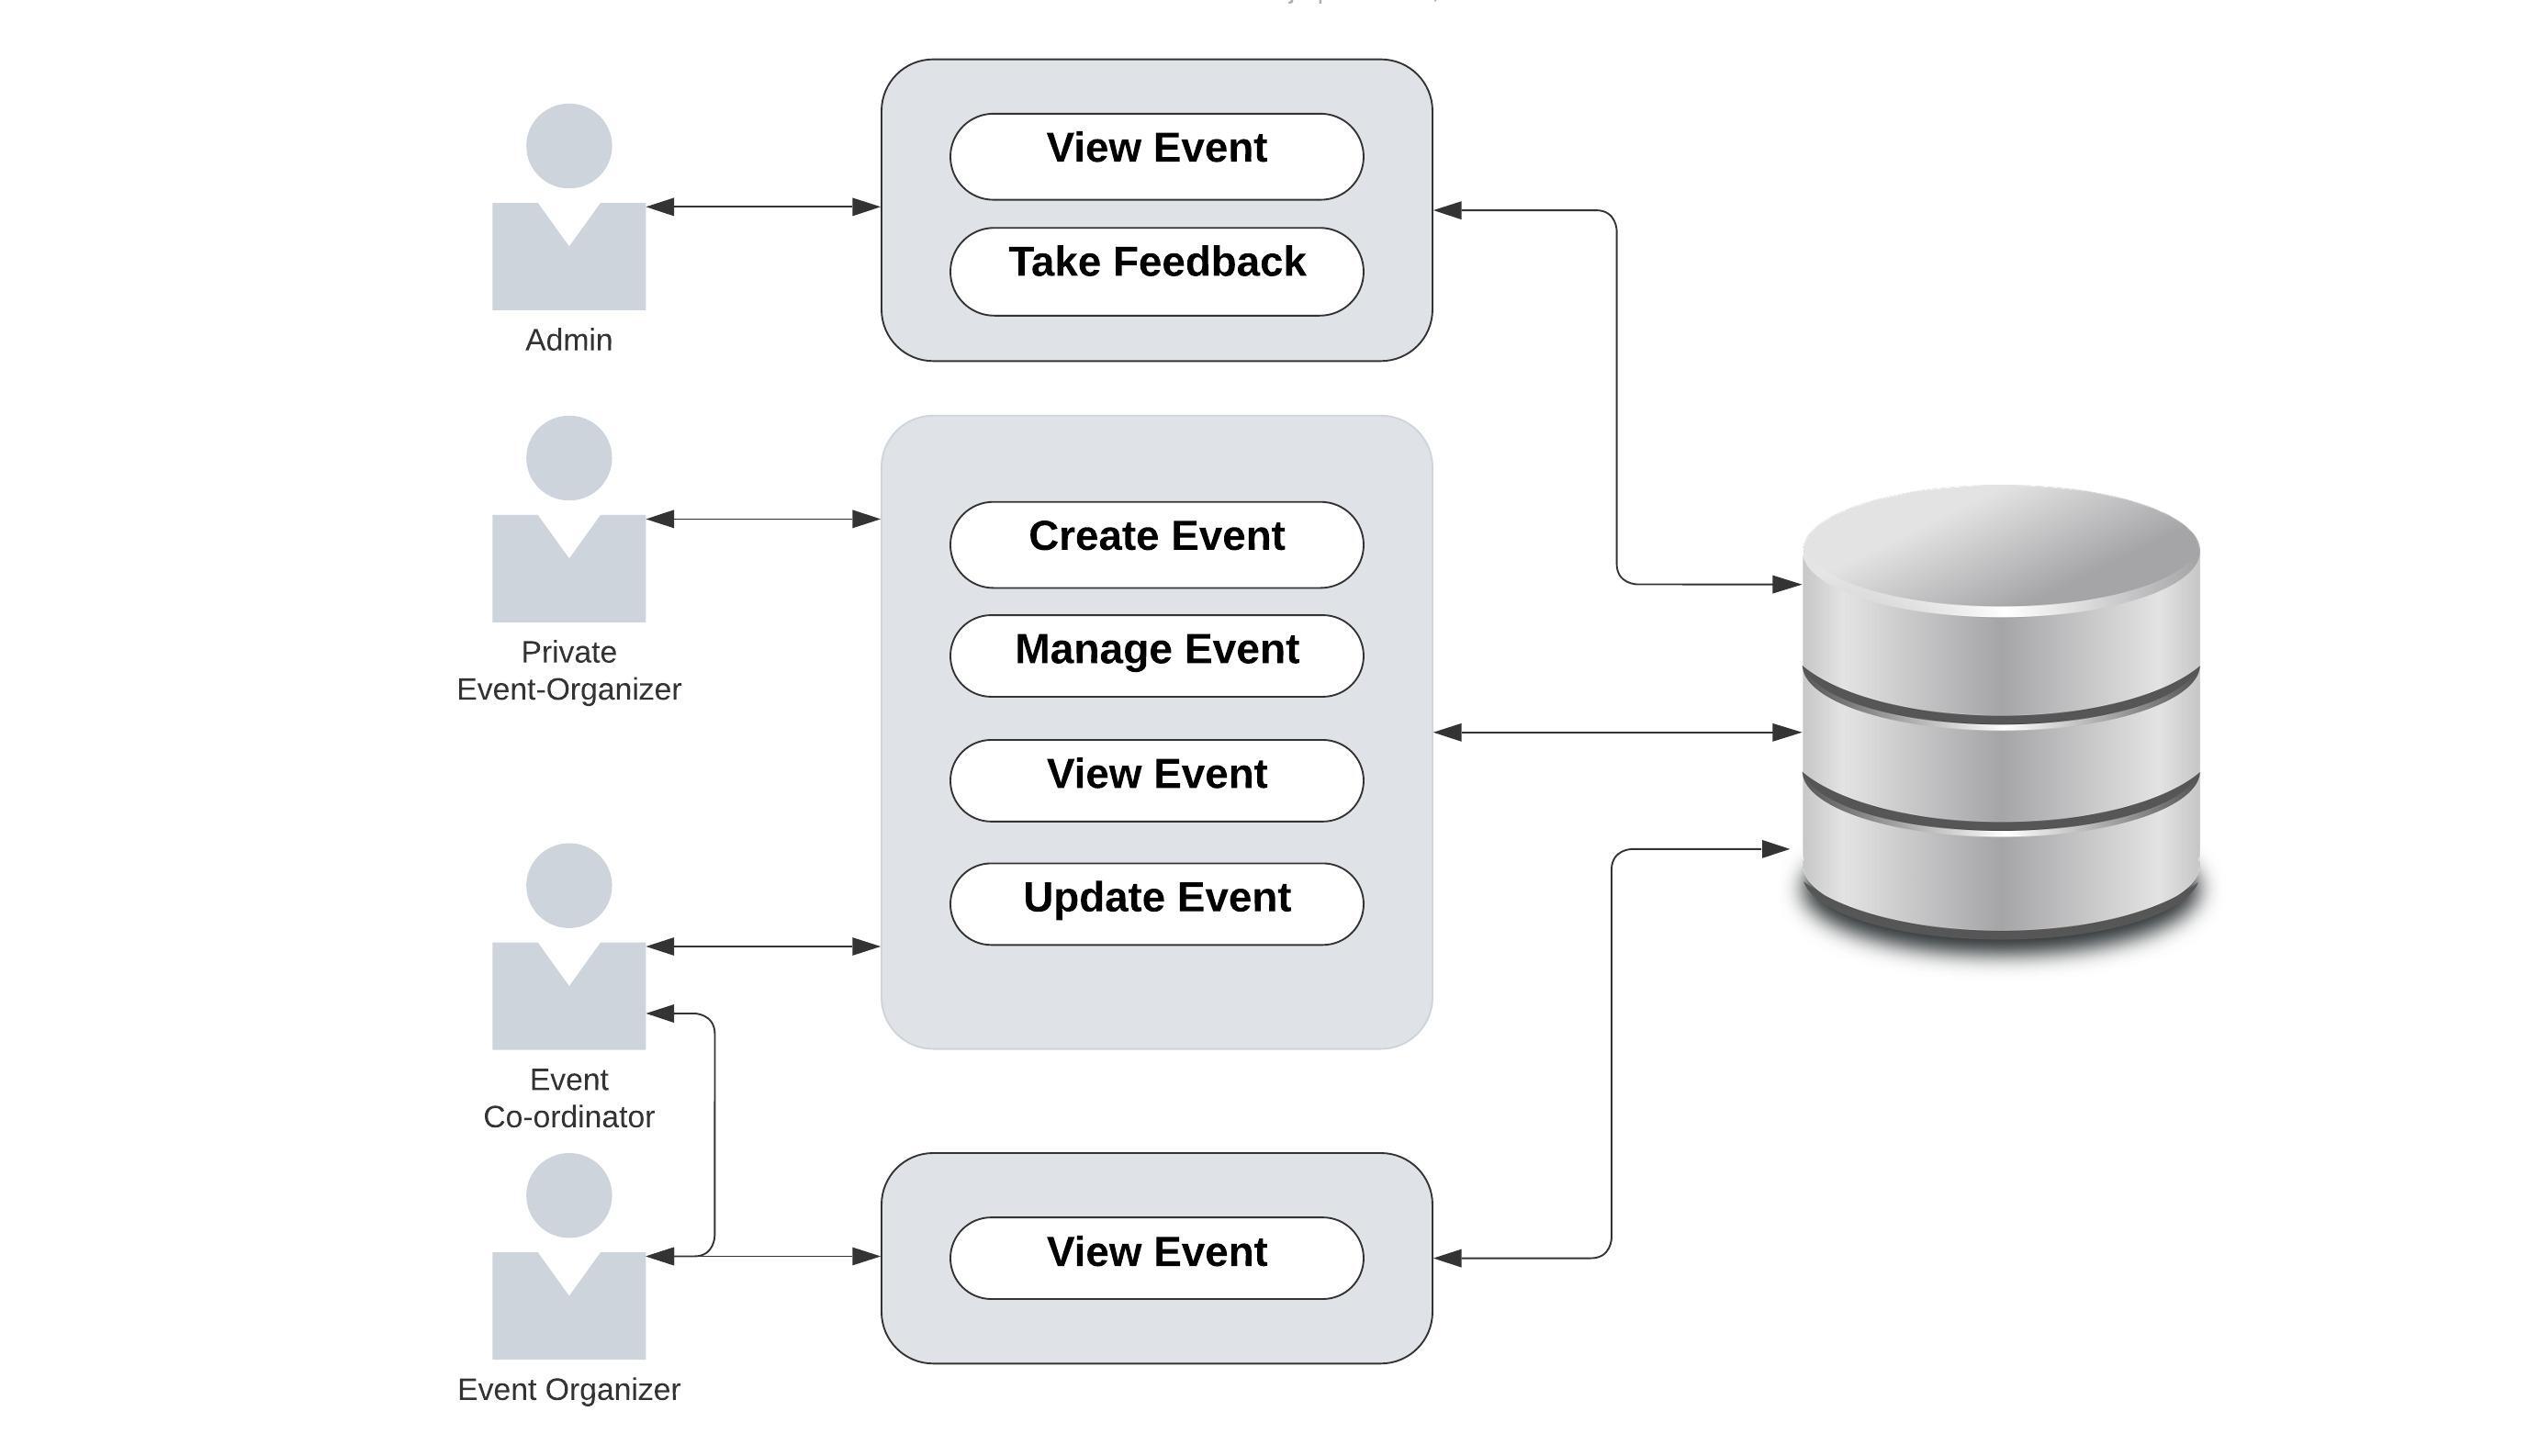 View Event
Take Feedback
Admin
Create Event
Manage Event
View Event
Update Event
Private
Event-Organizer
Event
Co-ordinator
View Event
Event Organizer